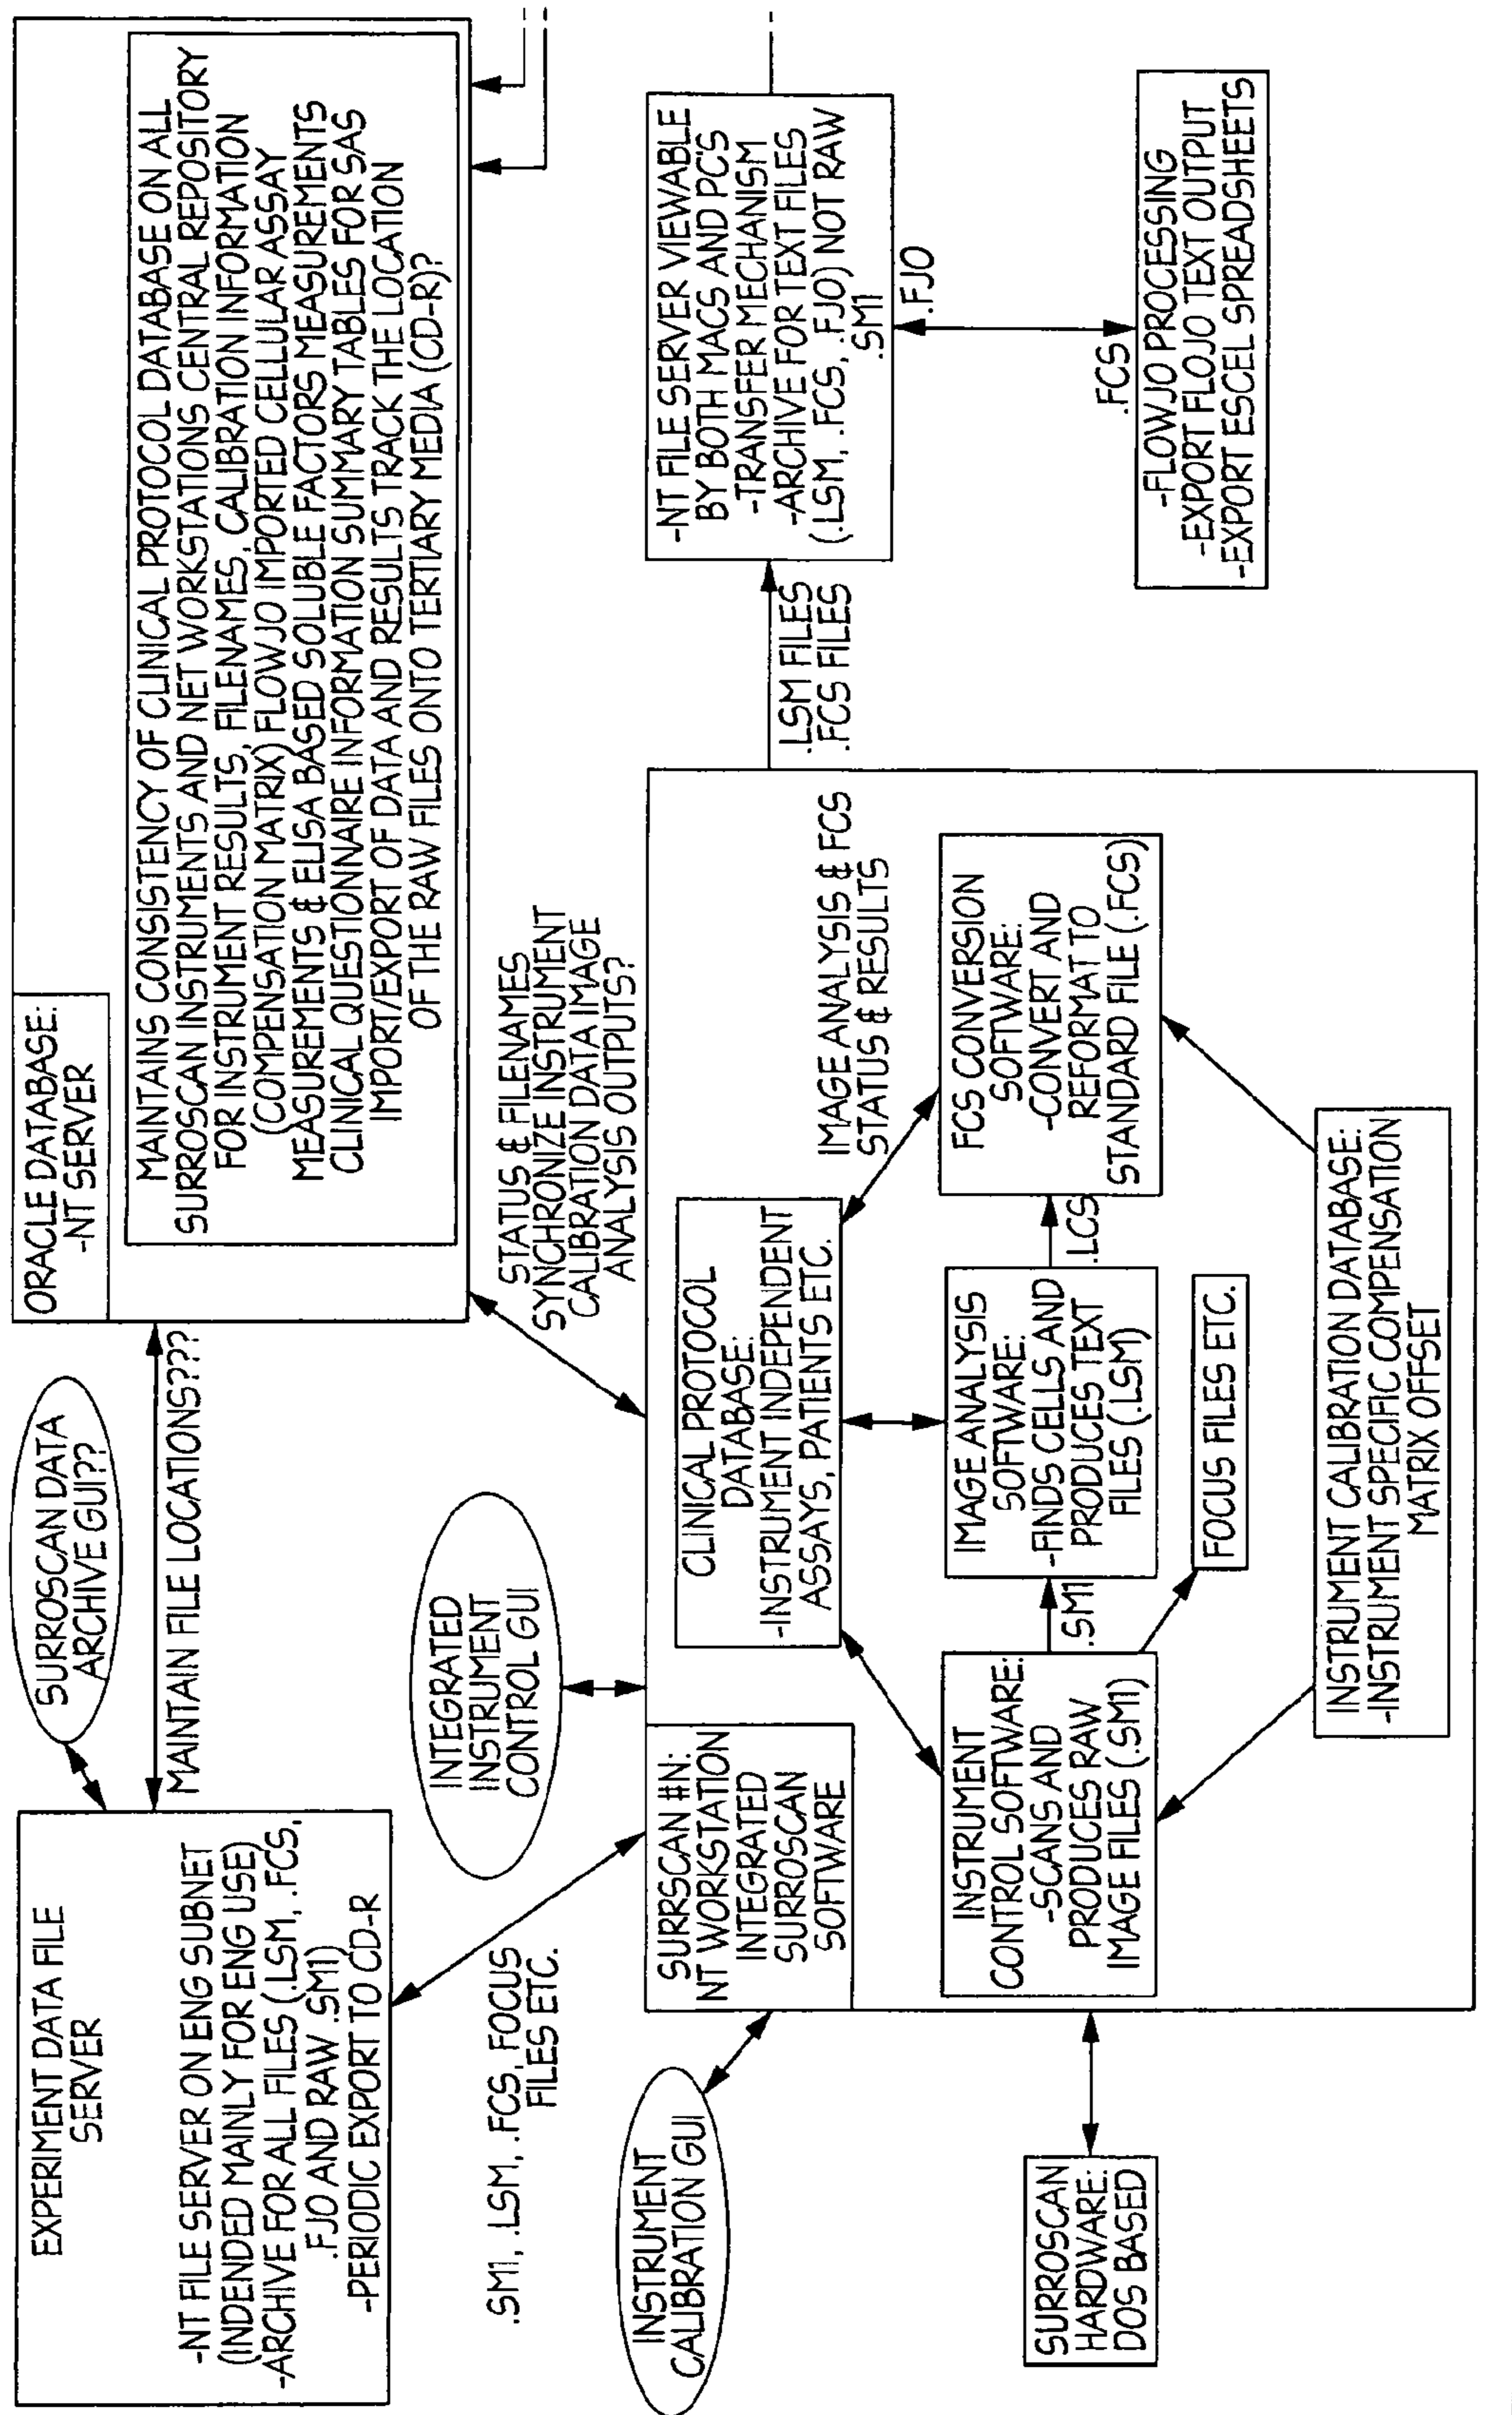 EXPERIMENT DATA FILE
SERVER
-NT FILE SERVER ON ENG SUBNET
(INDENDED MAINLY FOR ENG USE)
-ARCHIVE FOR ALL FILES (.LSM, .FCS,
.FJO AND RAW .SM1)
-PERIODIC EXPORT TO CD-R
SURROSCAN DATA
ARCHIVE GUI??
MAINTAIN FILE LOCATIONS???
ORACLE DATABASE:
-NT SERVER
MAINTAINS CONSISTENCY OF CLINICAL PROTOCOL DATABASE ON ALL
SURROSCAN INSTRUMENTS AND NET WORKSTATIONS CENTRAL REPOSITORY
FOR INSTRUMENT RESULTS, FILENAMES, CALIBRATION INFORMATION
(COMPENSATION MATRIX) FLOWJO IMPORTED CELLULAR ASSAY
MEASUREMENTS & ELISA BASED SOLUBLE FACTORS MEASUREMENTS
CLINICAL QUESTIONNAIRE INFORMATION SUMMARY TABLES FOR SAS
IMPORT/EXPORT OF DATA AND RESULTS TRACK THE LOCATION
OF THE RAW FILES ONTO TERTIARY MEDIA (CD-R)?
.SM1, .LSM, .FCS, FOCUS
FILES ETC.
INTEGRATED
INSTRUMENT
CONTROL GUI
STATUS & FILENAMES
SYNCHRONIZE INSTRUMENT
CALIBRATION DATA IMAGE
ANALYSIS OUTPUTS?
INSTRUMENT
CALIBRATION GUI
SURRSCAN #N:
NT WORKSTATION
INTEGRATED
SURROSCAN
SOFTWARE
CLINICAL PROTOCOL
DATABASE:
-INSTRUMENT INDEPENDENT
ASSAYS, PATIENTS ETC.
IMAGE ANALYSIS & FCS
STATUS & RESULTS
.LSM FILES
.FCS FILES
-NT FILE SERVER VIEWABLE
BY BOTH MACS AND PC'S
-TRANSFER MECHANISM
-ARCHIVE FOR TEXT FILES
(.LSM, .FCS, .FJO) NOT RAW
.SM1
SURROSCAN
HARDWARE:
DOS BASED
INSTRUMENT
CONTROL SOFTWARE:
-SCANS AND
PRODUCES RAW
IMAGE FILES (.SM1)
.SM1
IMAGE ANALYSIS
SOFTWARE:
-FINDS CELLS AND
PRODUCES TEXT
FILES (.LSM)
.LCS
FCS CONVERSION
SOFTWARE:
-CONVERT AND
REFORMAT TO
STANDARD FILE (.FCS)
.FJO
.FCS
-FLOWJO PROCESSING
-EXPORT FLOJO TEXT OUTPUT
-EXPORT ESCEL SPREADSHEETS
FOCUS FILES ETC.
INSTRUMENT CALIBRATION DATABASE:
-INSTRUMENT SPECIFIC COMPENSATION
MATRIX OFFSET